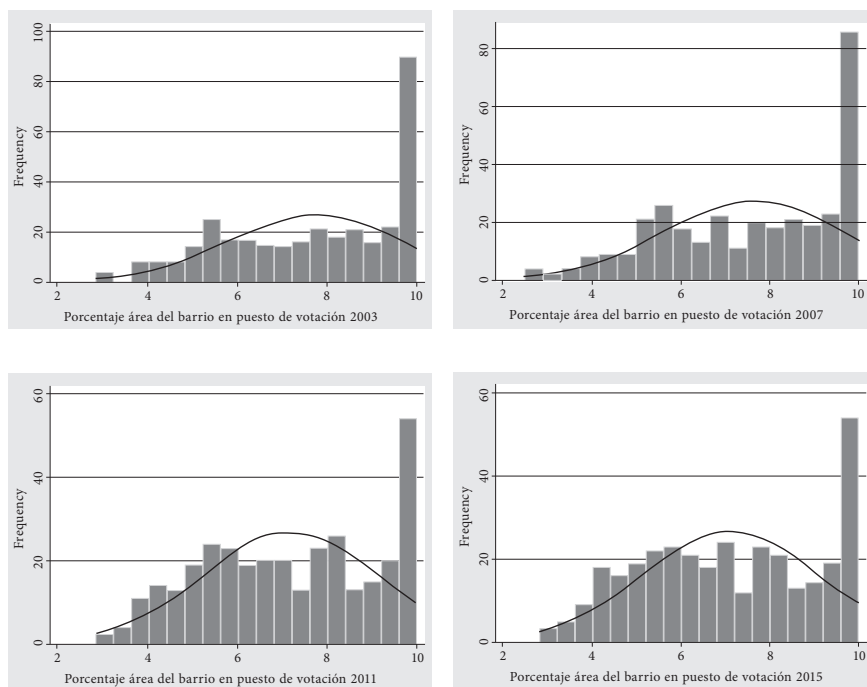 Frequency
0 20 40 60 80 100
2 4 6 8 10
Porcentaje área del barrio en puesto de votación 2003
Frequency
0 20 40 60 80
2 4 6 8 10
Porcentaje área del barrio en puesto de votación 2007
Frequency
0 20 40 60
2 4 6 8 10
Porcentaje área del barrio en puesto de votación 2011
Frequency
0 20 40 60
2 4 6 8 10
Porcentaje área del barrio en puesto de votación 2015